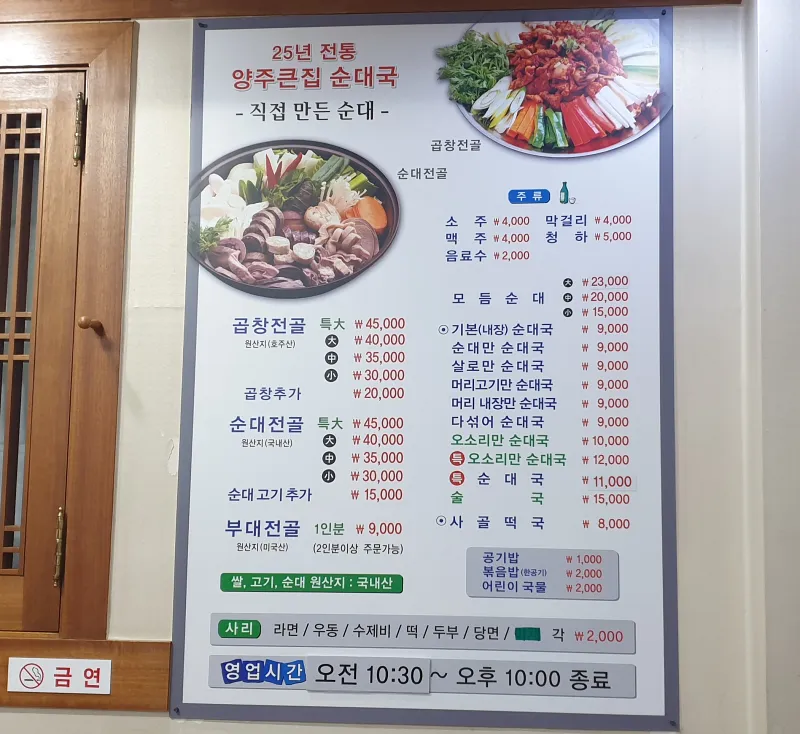 25년 전통
양주큰집 순대국
- 직접 만든 순대 -
곱창전골
순대전골
주 류
소 주 ₩4,000 막걸리 ₩4,000
맥 주 ₩4,000 청 하 ₩5,000
음료수 ₩2,000
모 듬 순 대 大 ₩23,000
中 ₩20,000
小 ₩15,000
기본(내장) 순대국 ₩ 9,000
순대만 순대국 ₩ 9,000
살로만 순대국 ₩ 9,000
머리고기만 순대국 ₩ 9,000
머리 내장만 순대국 ₩ 9,000
다섞어 순대국 ₩ 9,000
오소리만 순대국 ₩ 10,000
특 오소리만 순대국 ₩ 12,000
특 순 대 국 ₩ 11,000
술 국 ₩ 15,000
사 골 떡 국 ₩ 8,000
공기밥 ₩ 1,000
볶음밥(한공기) ₩ 2,000
어린이 국물 ₩ 2,000
곱창전골 특大 ₩ 45,000
원산지(호주산) 大 ₩ 40,000
中 ₩ 35,000
小 ₩ 30,000
곱창추가 ₩ 20,000
순대전골 특大 ₩ 45,000
원산지(국내산) 大 ₩ 40,000
中 ₩ 35,000
小 ₩ 30,000
순대 고기 추가 ₩ 15,000
부대전골 1인분 ₩ 9,000
원산지(미국산) (2인분이상 주문가능)
쌀, 고기, 순대 원산지 : 국내산
사리 라면 / 우동 / 수제비 / 떡 / 두부 / 당면 / 각 ₩2,000
영업시간 오전 10:30 ~ 오후 10:00 종료
금 연